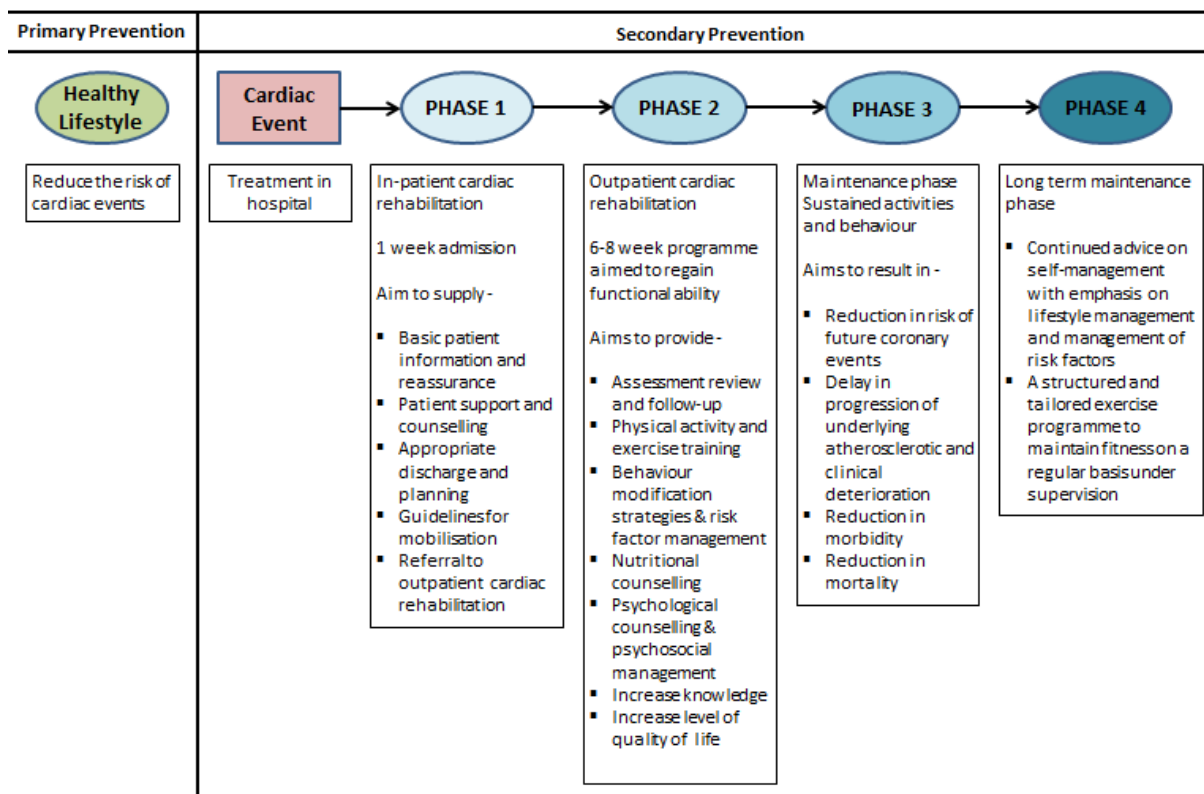 Primary Prevention
Secondary Prevention
Healthy
Lifestyle
Cardiac
Event
PHASE 1
PHASE 2
PHASE 3
PHASE 4
Reduce the risk of
cardiac events
Treatment in
hospital
In-patient cardiac
rehabilitation
1 week admission
Aim to supply -
▪ Basic patient
information and
reassurance
▪ Patient support and
counselling
▪ Appropriate
discharge and
planning
▪ Guidelines for
mobilisation
▪ Referral to
outpatient cardiac
rehabilitation
Outpatient cardiac
rehabilitation
6-8 week programme
aimed to regain
functional ability
Aims to provide -
▪ Assessment review
and follow-up
▪ Physical activity and
exercise training
▪ Behaviour
modification
strategies & risk
factor management
▪ Nutritional
counselling
▪ Psychological
counselling &
psychosocial
management
▪ Increase knowledge
▪ Increase level of
quality of life
Maintenance phase
Sustained activities
and behaviour
Aims to result in -
▪ Reduction in risk of
future coronary
events
▪ Delay in
progression of
underlying
atherosclerotic and
clinical
deterioration
▪ Reduction in
morbidity
▪ Reduction in
mortality
Long term maintenance
phase
▪ Continued advice on
self-management
with emphasis on
lifestyle management
and management of
risk factors
▪ A structured and
tailored exercise
programme to
maintain fitness on a
regular basis under
supervision